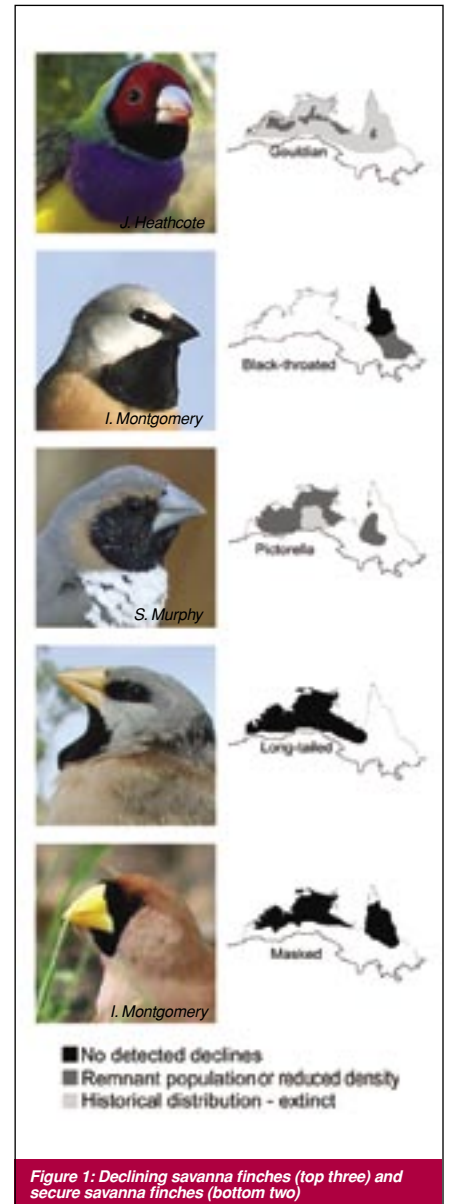 J. Heathcote
Gouldian
I. Montgomery
Black-throated
S. Murphy
Pictorella
Long-tailed
I. Montgomery
Masked
No detected declines
Remnant population or reduced density
Historical distribution - extinct
Figure 1: Declining savanna finches (top three) and
secure savanna finches (bottom two)